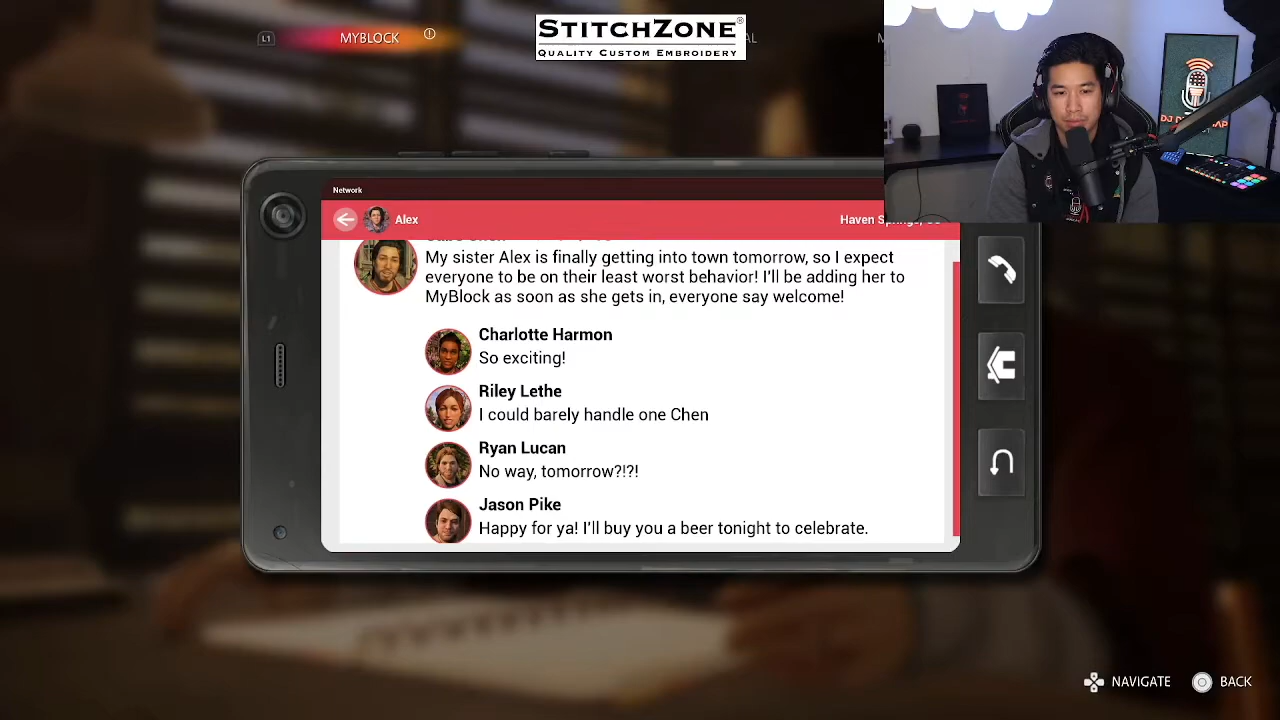 L1
MYBLOCK
STITCHZONE®
QUALITY CUSTOM EMBROIDERY
Network
Alex
Haven Springs,
My sister Alex is finally getting into town tomorrow, so I expect
everyone to be on their least worst behavior! I'll be adding her to
MyBlock as soon as she gets in, everyone say welcome!
Charlotte Harmon
So exciting!
Riley Lethe
I could barely handle one Chen
Ryan Lucan
No way, tomorrow?!?!
Jason Pike
Happy for ya! I'll buy you a beer tonight to celebrate.
NAVIGATE
BACK